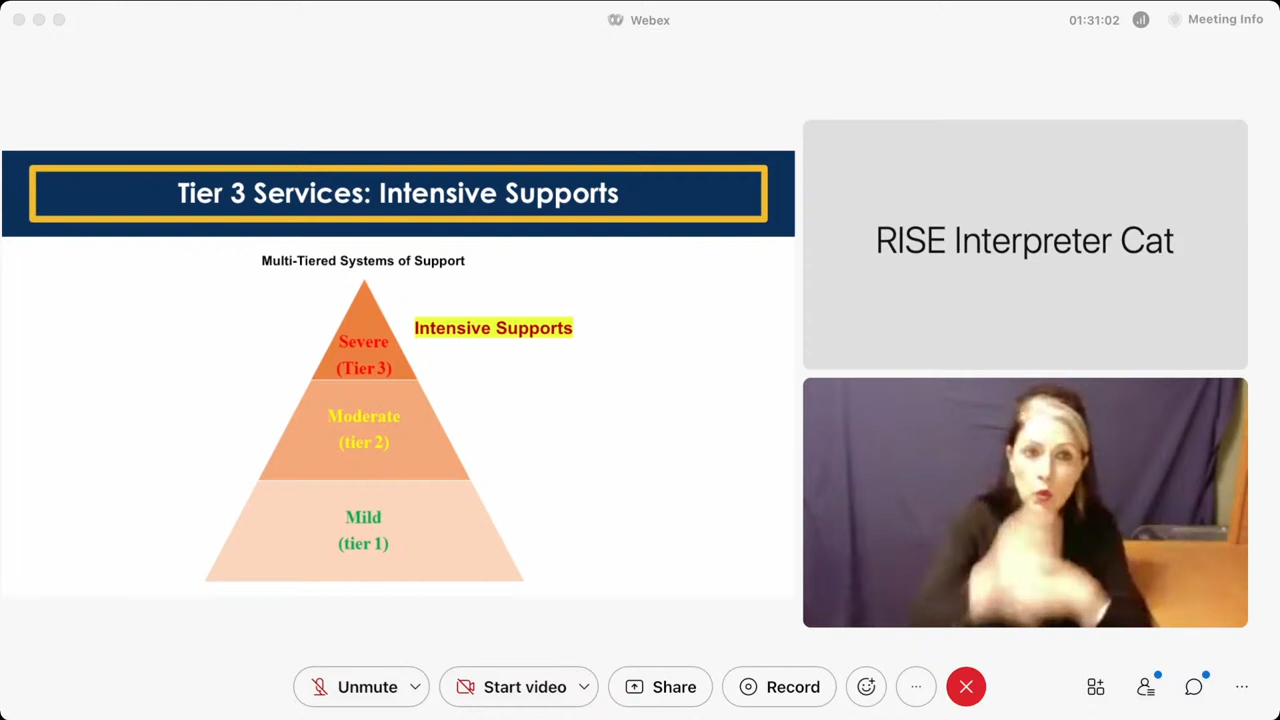 Webex
01:31:02
Meeting Info
Tier 3 Services: Intensive Supports
Multi-Tiered Systems of Support
Intensive Supports
Severe
(Tier 3)
Moderate
(tier 2)
Mild
(tier 1)
RISE Interpreter Cat
Unmute
Start video
Share
Record